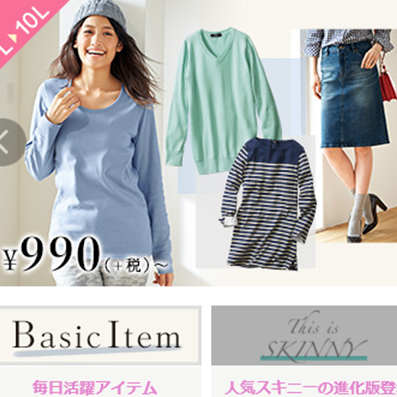 L▶10L
¥990(+税)~
Basic Item
This is
SKINNY
毎日活躍アイテム
人気スキニーの進化版登